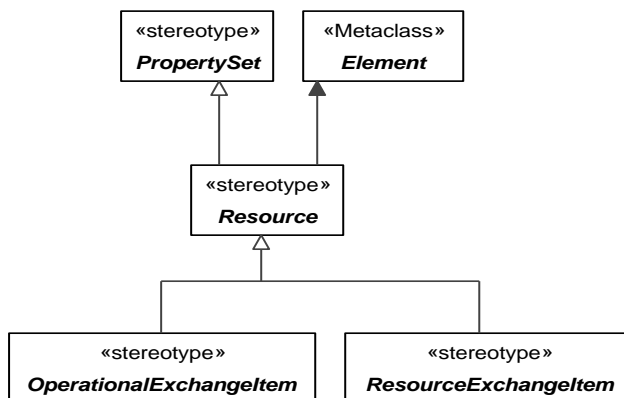 «stereotype»
PropertySet
«Metaclass»
Element
«stereotype»
Resource
«stereotype»
OperationalExchangeItem
«stereotype»
ResourceExchangeItem